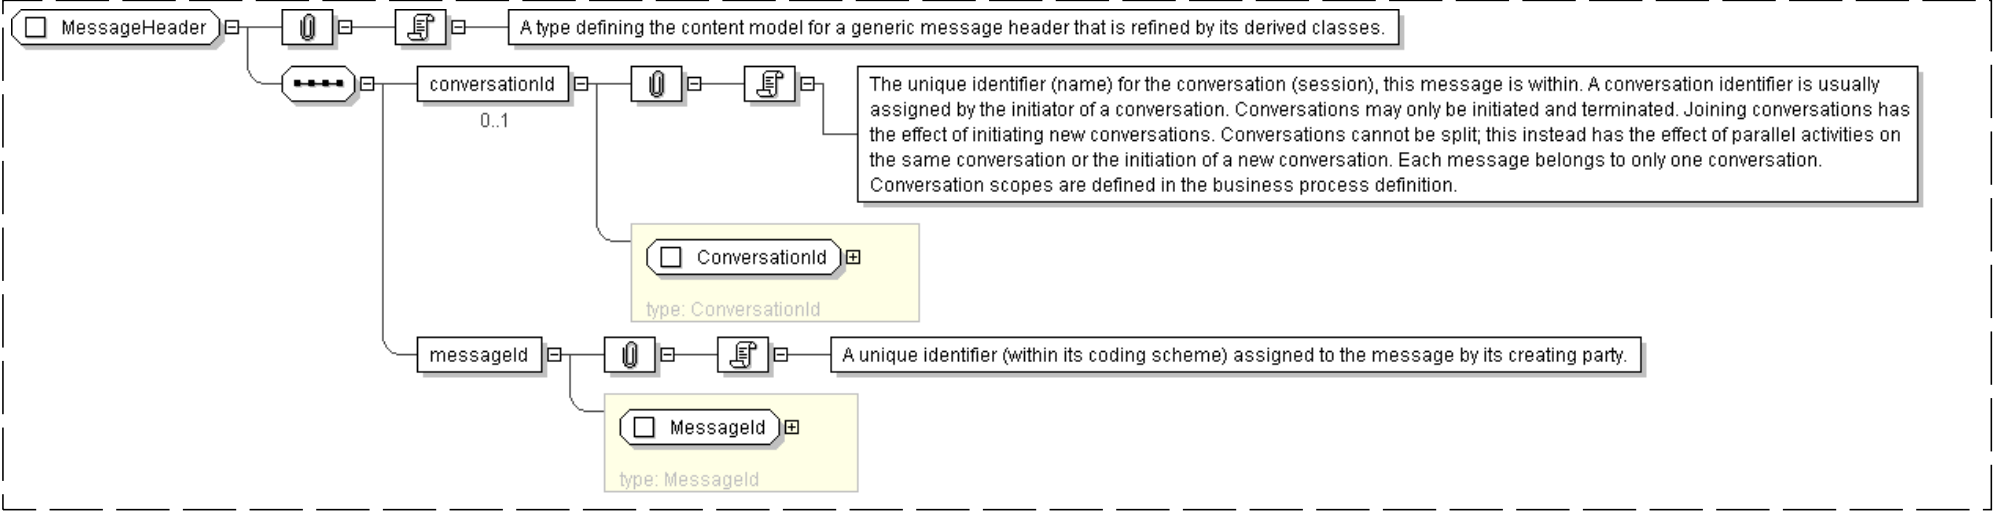 MessageHeader
A type defining the content model for a generic message header that is refined by its derived classes.
conversationId
0..1
The unique identifier (name) for the conversation (session), this message is within. A conversation identifier is usually
assigned by the initiator of a conversation. Conversations may only be initiated and terminated. Joining conversations has
the effect of initiating new conversations. Conversations cannot be split; this instead has the effect of parallel activities on
the same conversation or the initiation of a new conversation. Each message belongs to only one conversation.
Conversation scopes are defined in the business process definition.
ConversationId
type: ConversationId
messageId
A unique identifier (within its coding scheme) assigned to the message by its creating party.
MessageId
type: MessageId